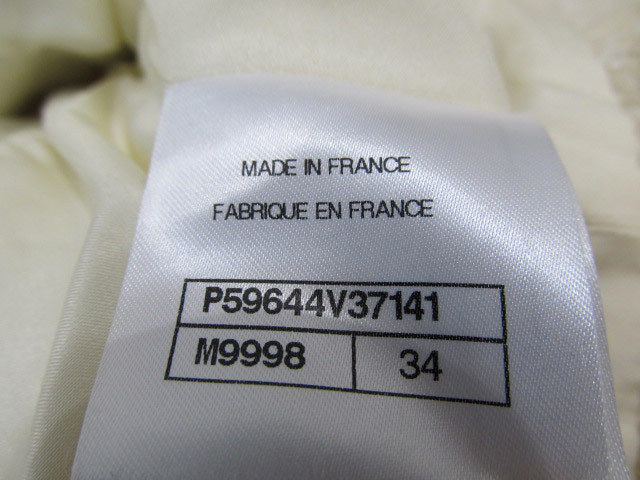 MADE IN FRANCE
FABRIQUE EN FRANCE
P59644V37141
M9998 34